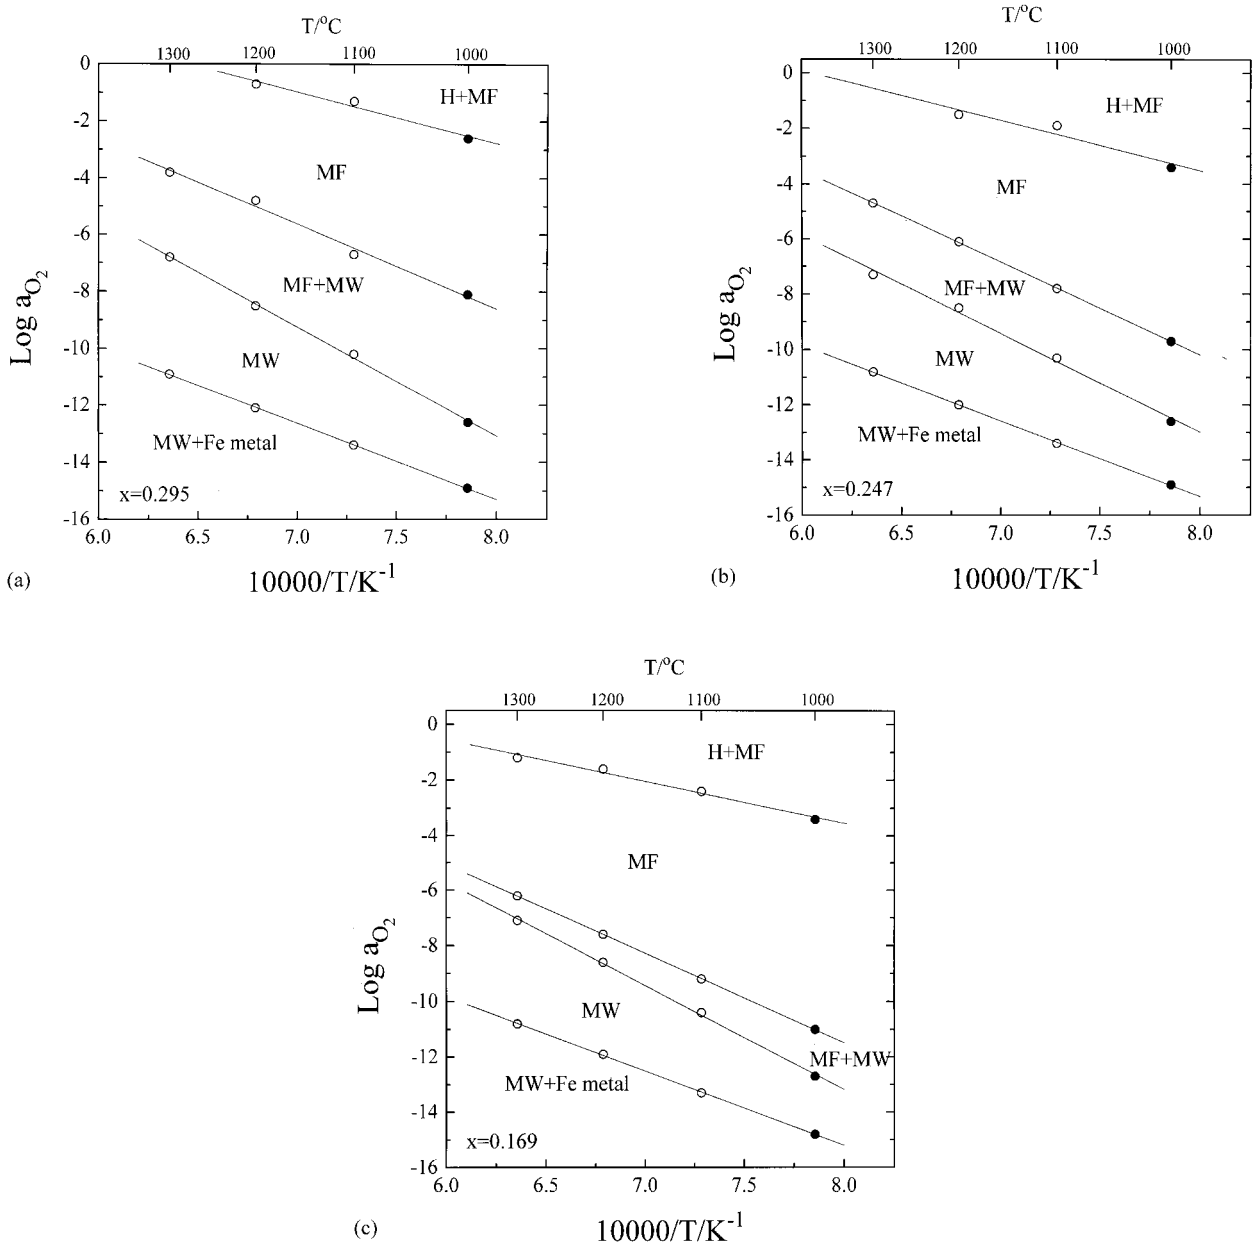 T/°C
1300 1200 1100 1000
0
-2
-4
-6
-8
-10
-12
-14
-16
Log aO2
H+MF
MF
MF+MW
MW
MW+Fe metal
x=0.295
6.0 6.5 7.0 7.5 8.0
(a)
10000/T/K-1
T/°C
1300 1200 1100 1000
0
-2
-4
-6
-8
-10
-12
-14
-16
Log aO2
H+MF
MF
MF+MW
MW
MW+Fe metal
x=0.247
6.0 6.5 7.0 7.5 8.0
(b)
10000/T/K-1
T/°C
1300 1200 1100 1000
0
-2
-4
-6
-8
-10
-12
-14
-16
Log aO2
H+MF
MF
MW
MF+MW
MW+Fe metal
x=0.169
6.0 6.5 7.0 7.5 8.0
(c)
10000/T/K-1